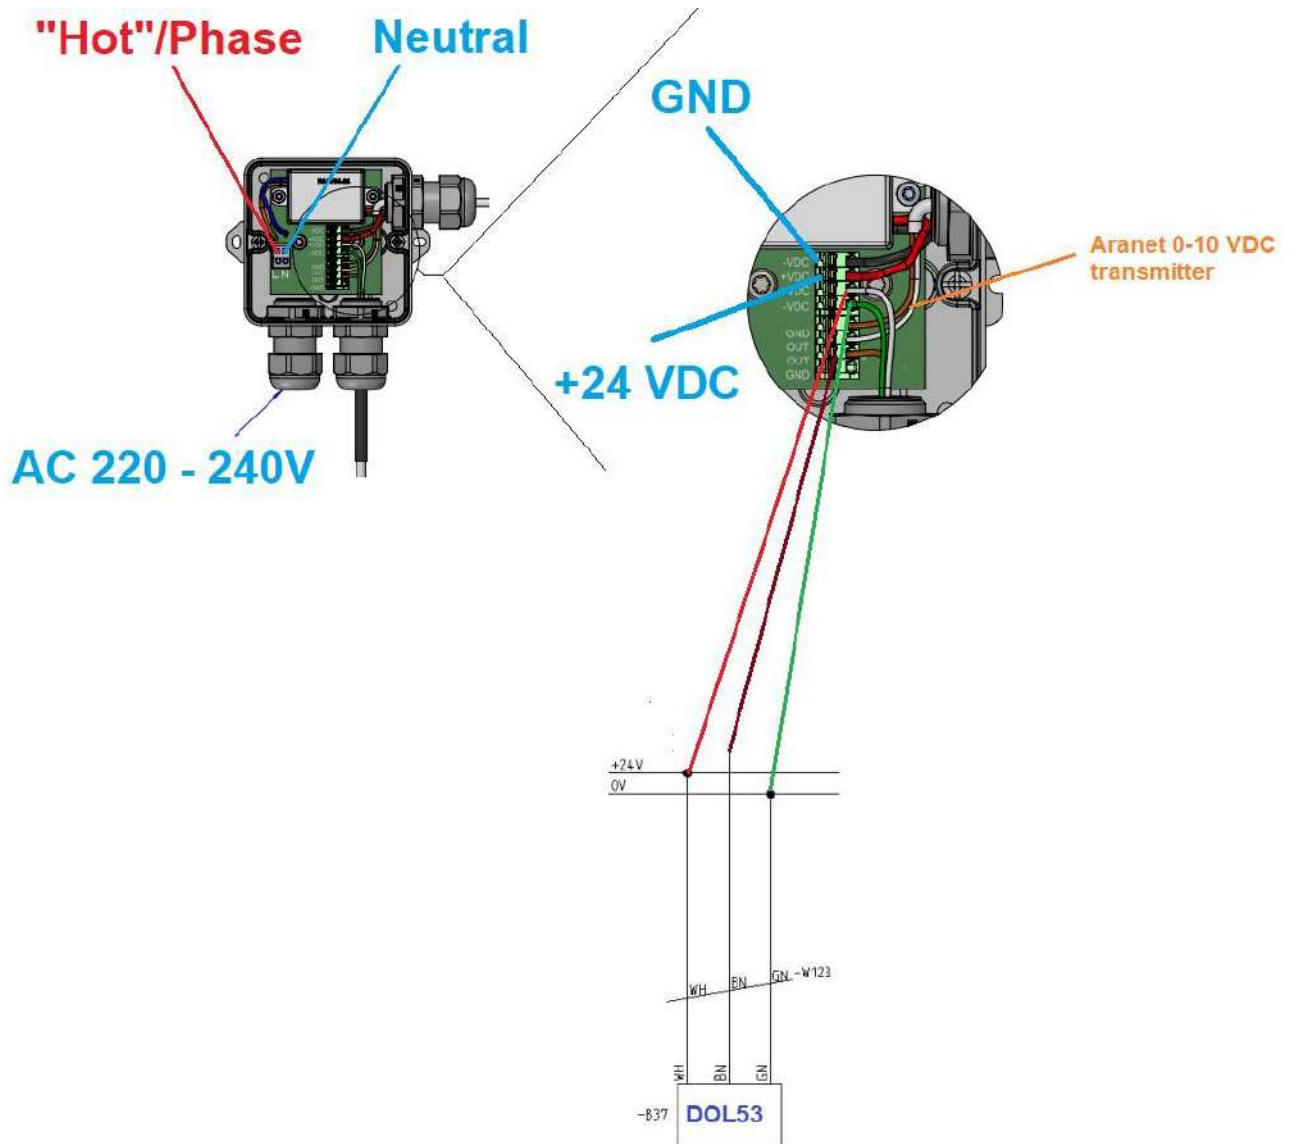 "Hot"/Phase
Neutral
GND
L N
AC 220 - 240V
-VDC
+VDC
-VDC
GND
OUT
OUT
GND
+24 VDC
Aranet 0-10 VDC
transmitter
+24V
0V
WH
BN
GN
-W123
WH
BN
GN
-B37
DOL53